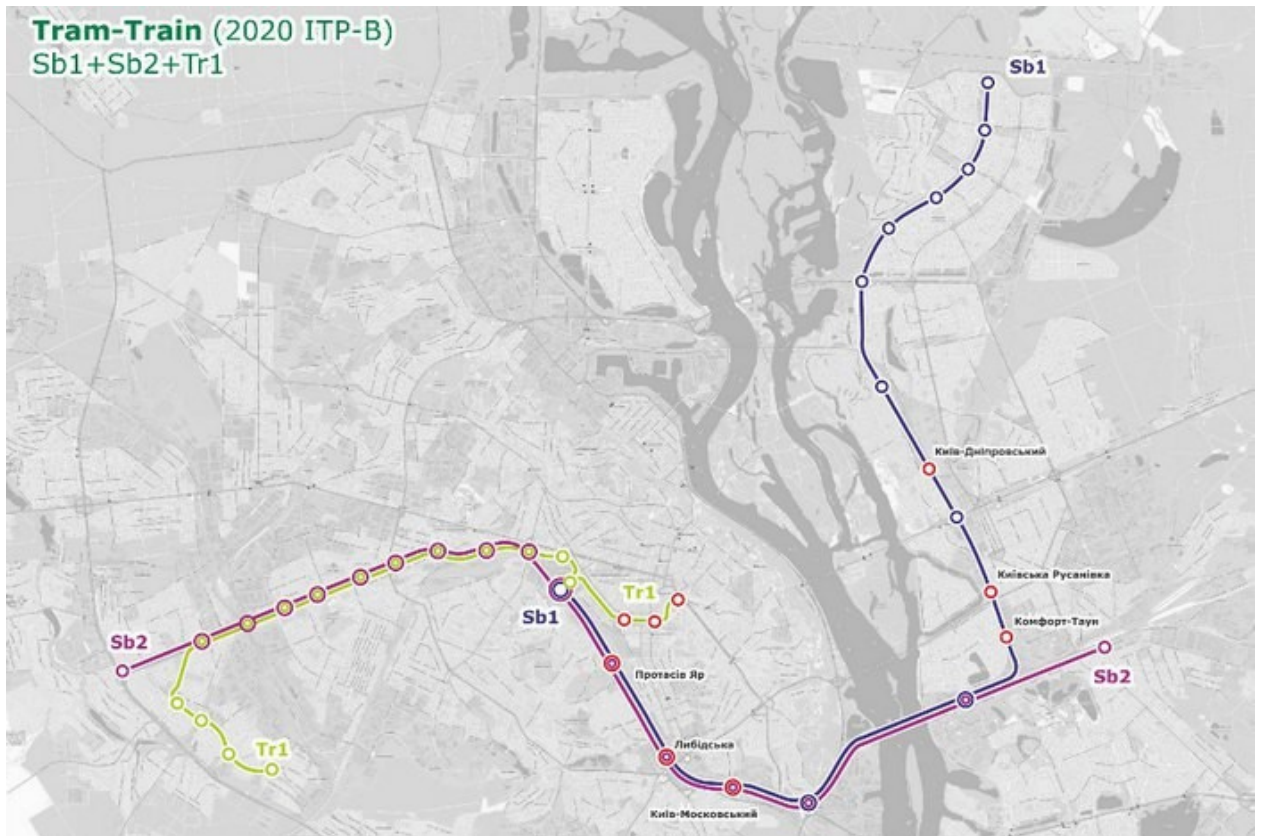 Tram-Train (2020 ITP-B)
Sb1+Sb2+Tr1
Sb1
Київ-Дніпровський
Київська Русанівка
Tr1
Sb1
Комфорт-Таун
Sb2
Протасів Яр
Sb2
Либідська
Tr1
Київ-Московський